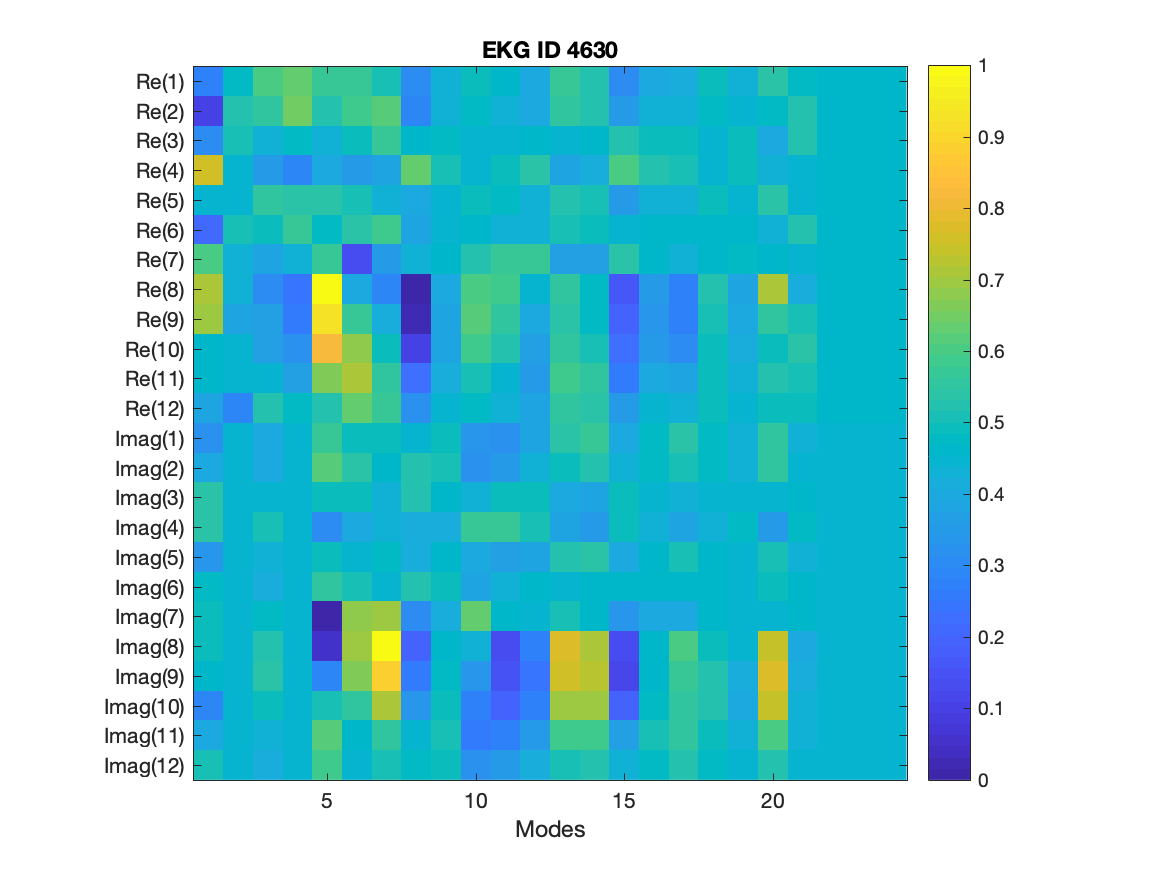 EKG ID 4630
Re(1)
Re(2)
Re(3)
Re(4)
Re(5)
Re(6)
Re(7)
Re(8)
Re(9)
Re(10)
Re(11)
Re(12)
Imag(1)
Imag(2)
Imag(3)
Imag(4)
Imag(5)
Imag(6)
Imag(7)
Imag(8)
Imag(9)
Imag(10)
Imag(11)
Imag(12)
5 10 15 20
Modes
1
0.9
0.8
0.7
0.6
0.5
0.4
0.3
0.2
0.1
0